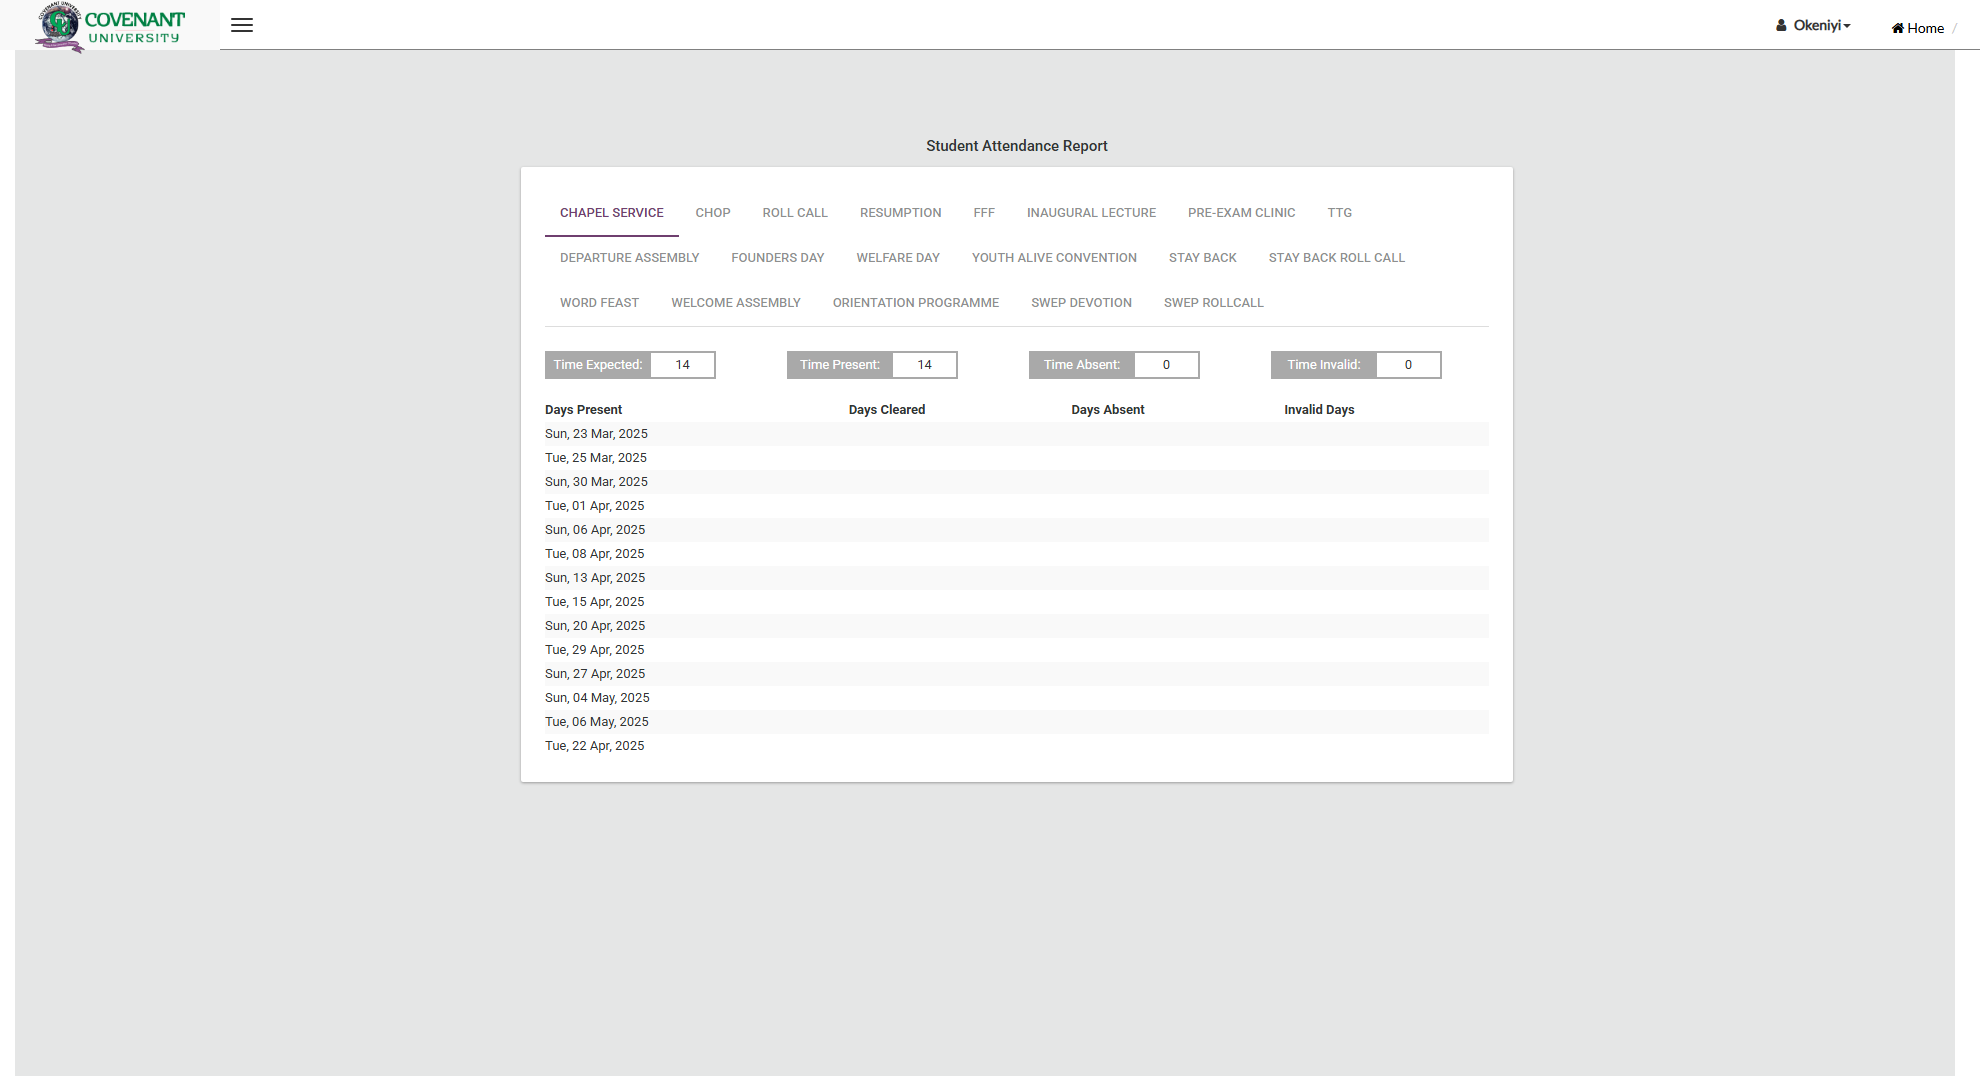 COVENANT UNIVERSITY
COVENANT
UNIVERSITY
Okeniyi
Home /
Student Attendance Report
CHAPEL SERVICE CHOP ROLL CALL RESUMPTION FFF INAUGURAL LECTURE PRE-EXAM CLINIC TTG
DEPARTURE ASSEMBLY FOUNDERS DAY WELFARE DAY YOUTH ALIVE CONVENTION STAY BACK STAY BACK ROLL CALL
WORD FEAST WELCOME ASSEMBLY ORIENTATION PROGRAMME SWEP DEVOTION SWEP ROLLCALL
Time Expected: 14 Time Present: 14 Time Absent: 0 Time Invalid: 0
Days Present Days Cleared Days Absent Invalid Days
Sun, 23 Mar, 2025
Tue, 25 Mar, 2025
Sun, 30 Mar, 2025
Tue, 01 Apr, 2025
Sun, 06 Apr, 2025
Tue, 08 Apr, 2025
Sun, 13 Apr, 2025
Tue, 15 Apr, 2025
Sun, 20 Apr, 2025
Tue, 29 Apr, 2025
Sun, 27 Apr, 2025
Sun, 04 May, 2025
Tue, 06 May, 2025
Tue, 22 Apr, 2025